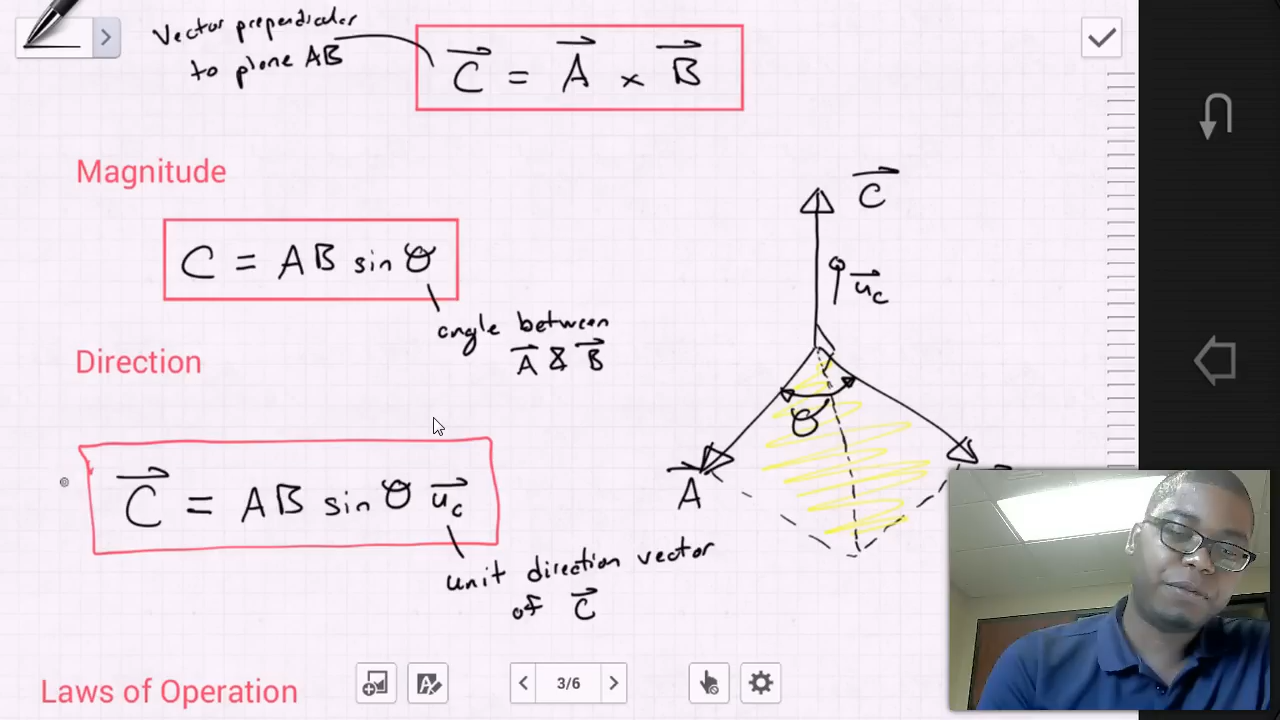 Vector prependicular
to plane AB
C = A × B
Magnitude
C = AB sin θ
angle between
A & B
Direction
C = AB sin θ u_c
unit direction vector
of C
C
u_c
θ
A
3/6
Laws of Operation